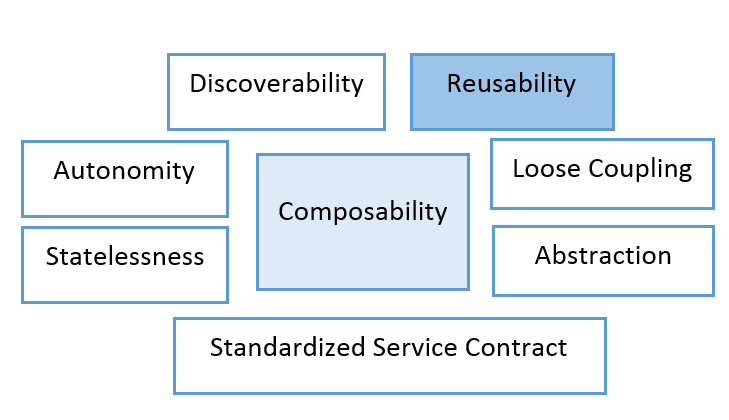 Discoverability
Reusability
Autonomity
Loose Coupling
Composability
Statelessness
Abstraction
Standardized Service Contract